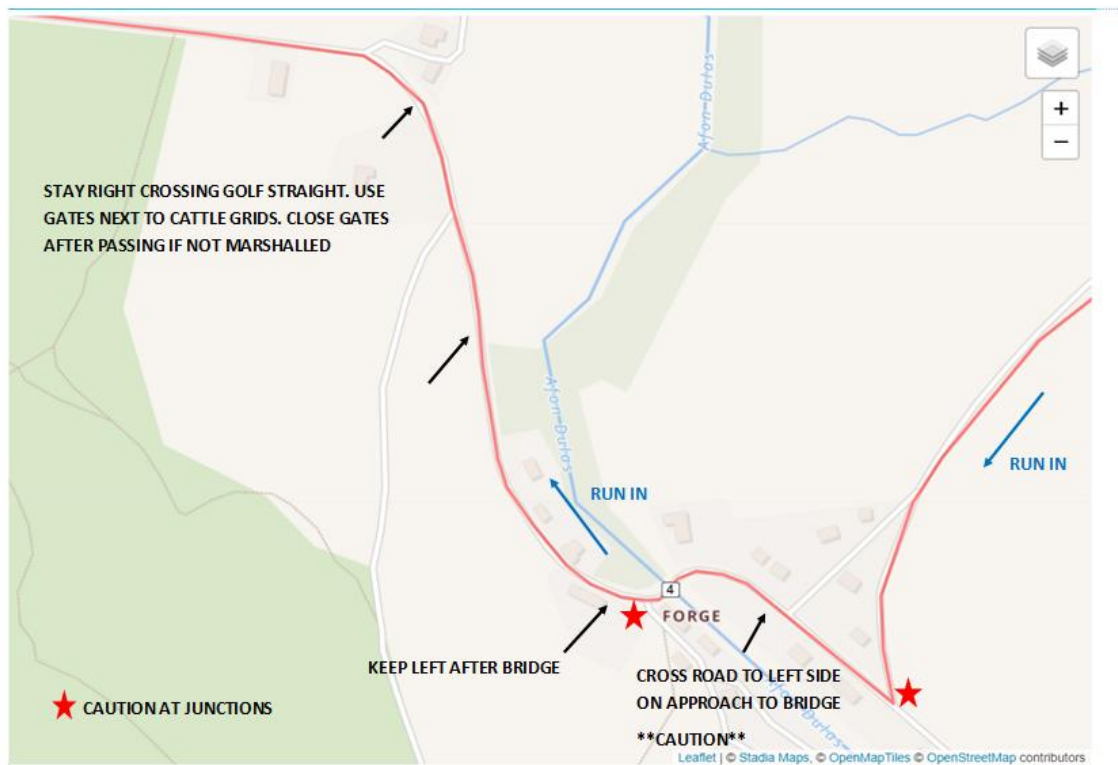 Afon Dulas
+
−
STAY RIGHT CROSSING GOLF STRAIGHT. USE
GATES NEXT TO CATTLE GRIDS. CLOSE GATES
AFTER PASSING IF NOT MARSHALLED
Afon Dulas
RUN IN
RUN IN
4
FORGE
KEEP LEFT AFTER BRIDGE
CROSS ROAD TO LEFT SIDE
ON APPROACH TO BRIDGE
**CAUTION**
Afon Dulas
CAUTION AT JUNCTIONS
Leaflet | © Stadia Maps, © OpenMapTiles © OpenStreetMap contributors